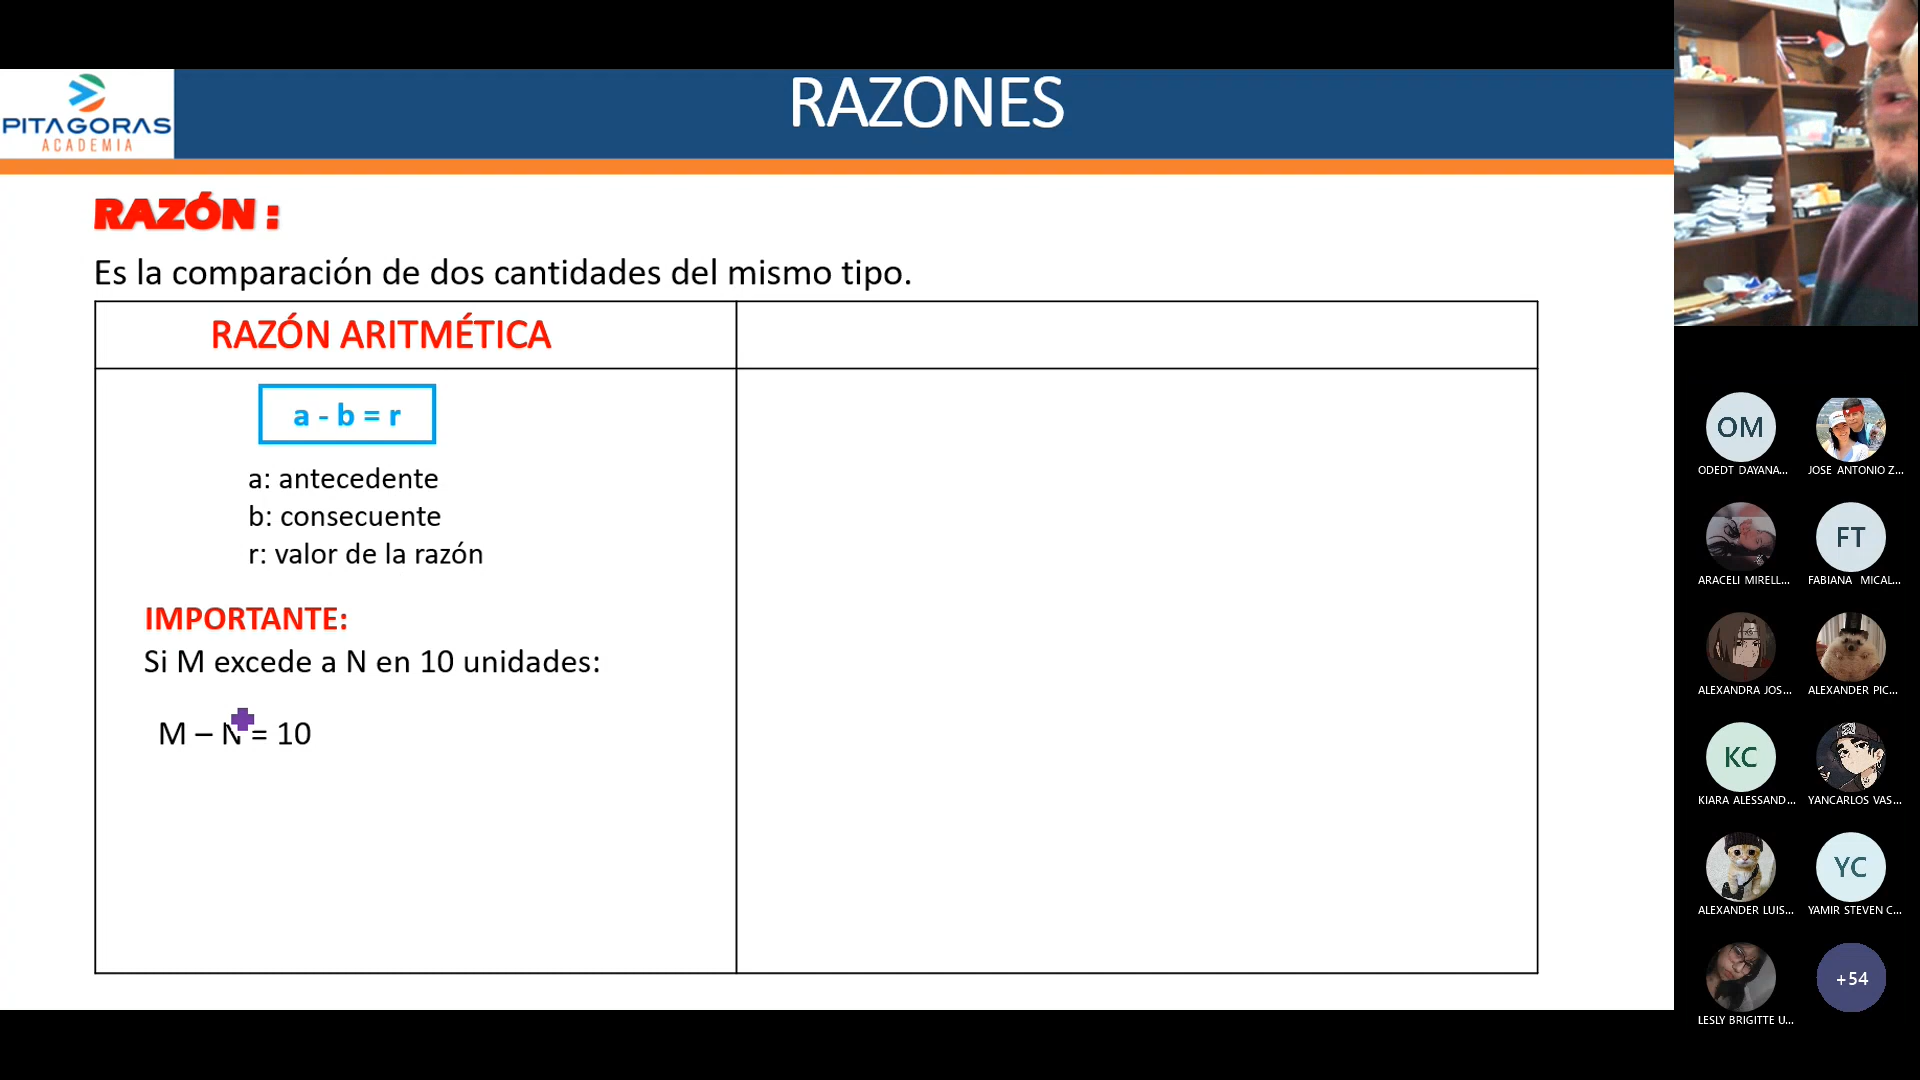 RAZONES
PITAGORAS
ACADEMIA
RAZÓN :
Es la comparación de dos cantidades del mismo tipo.
RAZÓN ARITMÉTICA
a - b = r
a: antecedente
b: consecuente
r: valor de la razón
IMPORTANTE:
Si M excede a N en 10 unidades:
M – N = 10
OM
ODEDT DAYANA...
JOSE ANTONIO Z...
ARACELI MIRELL...
FT
FABIANA MICAL...
ALEXANDRA JOS...
ALEXANDER PIC...
KC
KIARA ALESSAND...
YANCARLOS VAS...
ALEXANDER LUIS...
YC
YAMIR STEVEN C...
LESLY BRIGITTE U...
+54